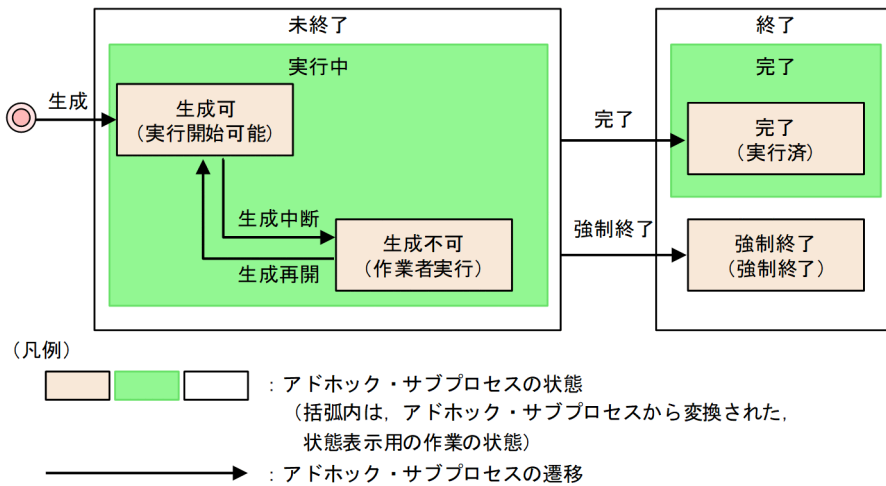 未終了
終了
実行中
完了
生成
生成可
(実行開始可能)
完了
完了
(実行済)
生成中断
生成不可
(作業者実行)
生成再開
強制終了
強制終了
(強制終了)
(凡例)
:アドホック・サブプロセスの状態
(括弧内は,アドホック・サブプロセスから変換された,
状態表示用の作業の状態)
:アドホック・サブプロセスの遷移